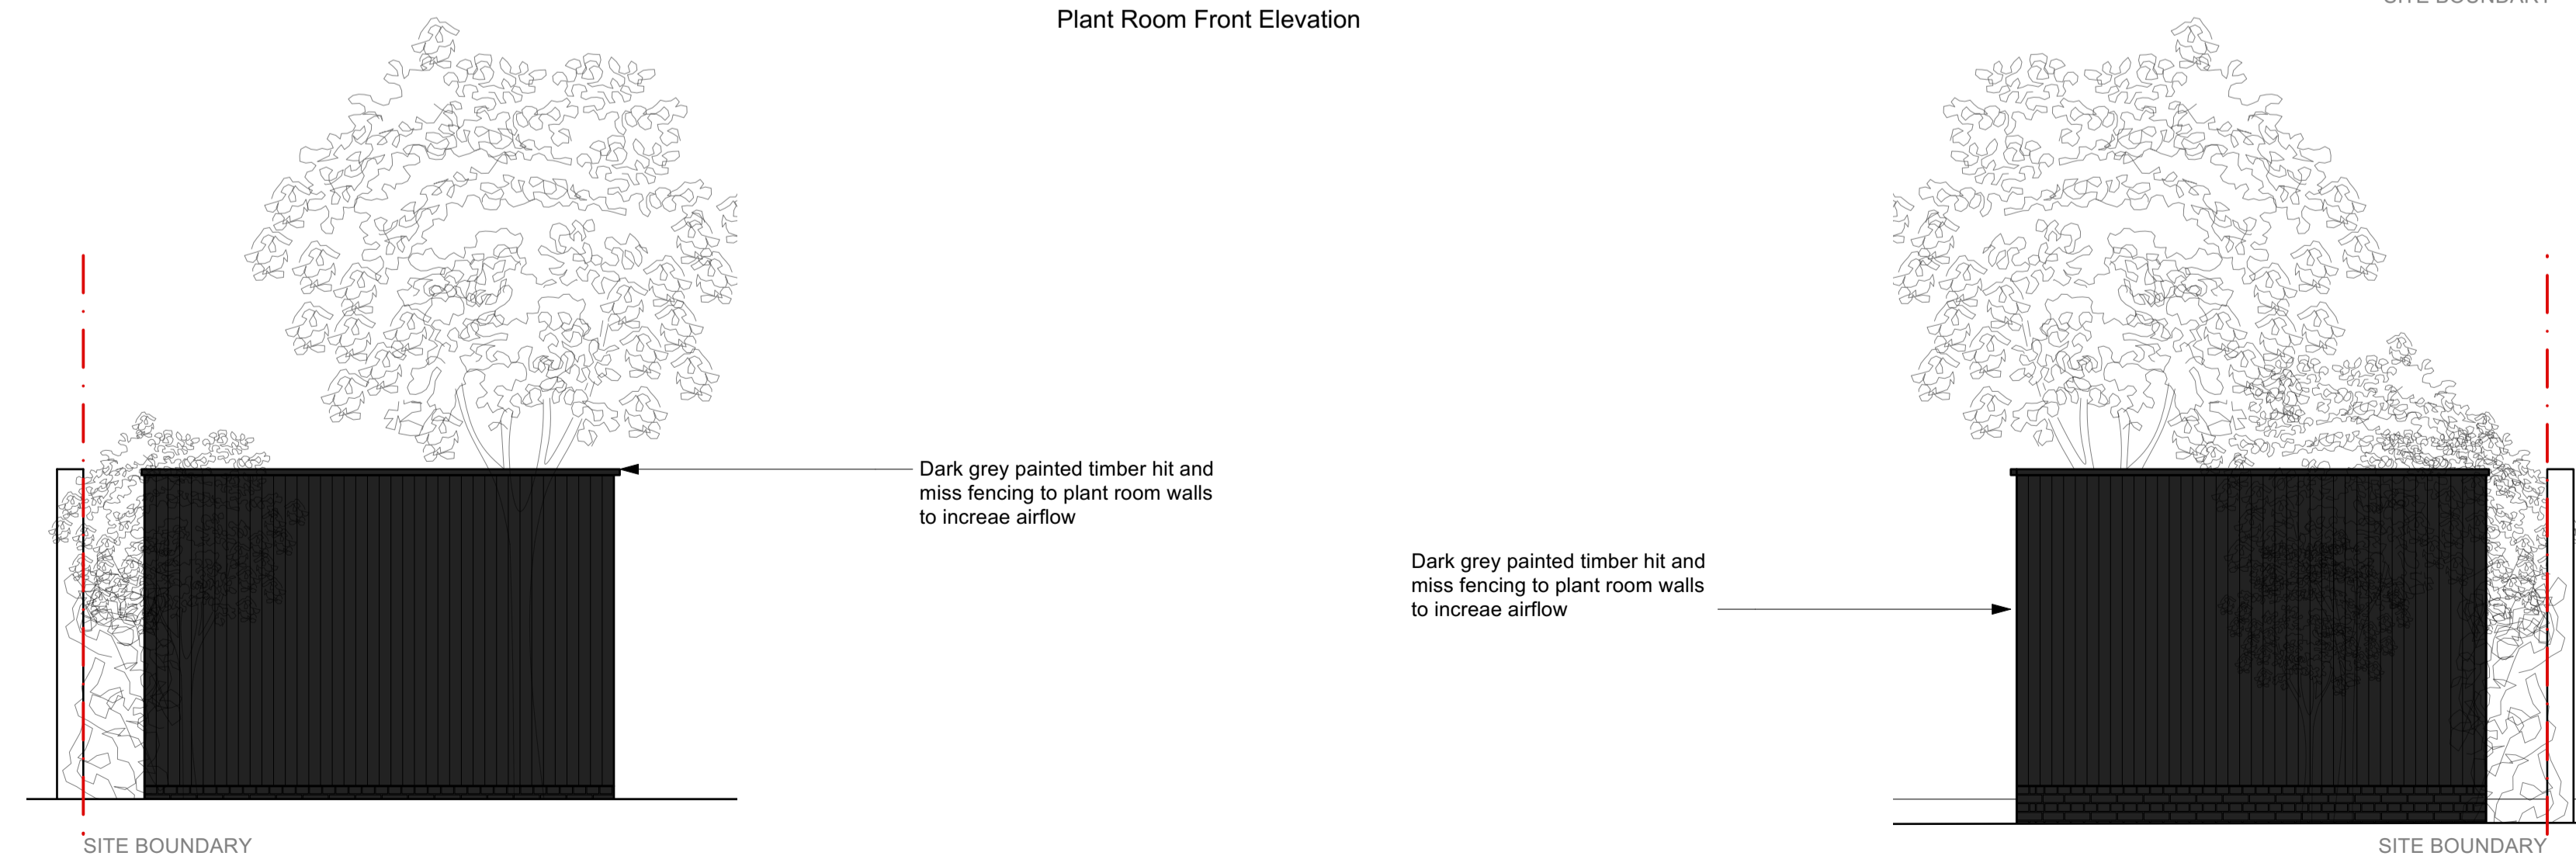 SITE BOUNDARY
Plant Room Front Elevation
Dark grey painted timber hit and
miss fencing to plant room walls
to increae airflow
Dark grey painted timber hit and
miss fencing to plant room walls
to increae airflow
SITE BOUNDARY
SITE BOUNDARY